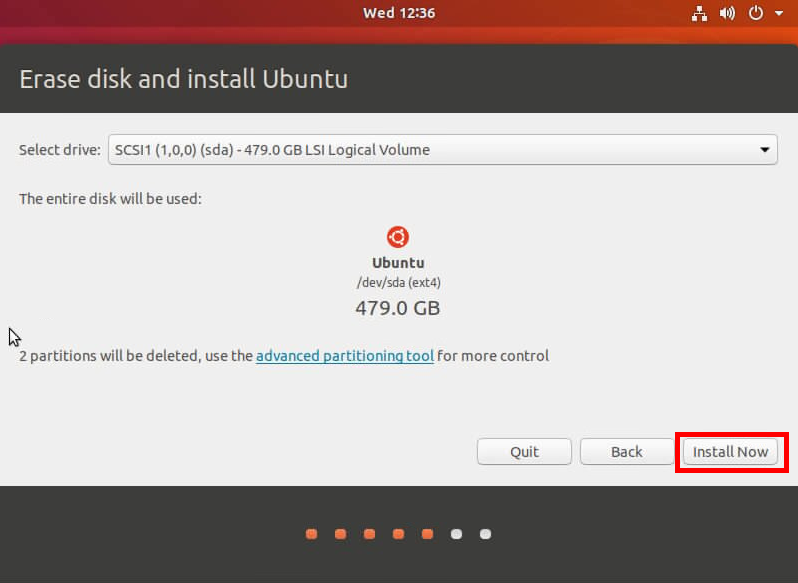 Wed 12:36
Erase disk and install Ubuntu
Select drive: SCSI1 (1,0,0) (sda) - 479.0 GB LSI Logical Volume
The entire disk will be used:
Ubuntu
/dev/sda (ext4)
479.0 GB
2 partitions will be deleted, use the advanced partitioning tool for more control
Quit Back Install Now